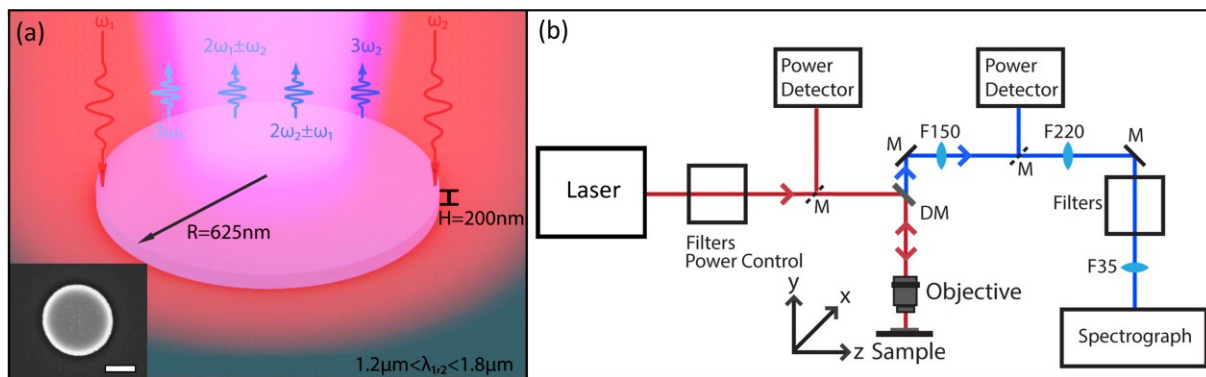 (a)
ω₁
2ω₁±ω₂
3ω₂
ω₂
3ω₁
2ω₂±ω₁
H=200nm
R=625nm
1.2µm<λ₁,₂<1.8µm
(b)
Power
Detector
Power
Detector
Laser
M
F150
M
F220
M
M
DM
Filters
Power Control
Filters
F35
Objective
y
x
z
Sample
Spectrograph